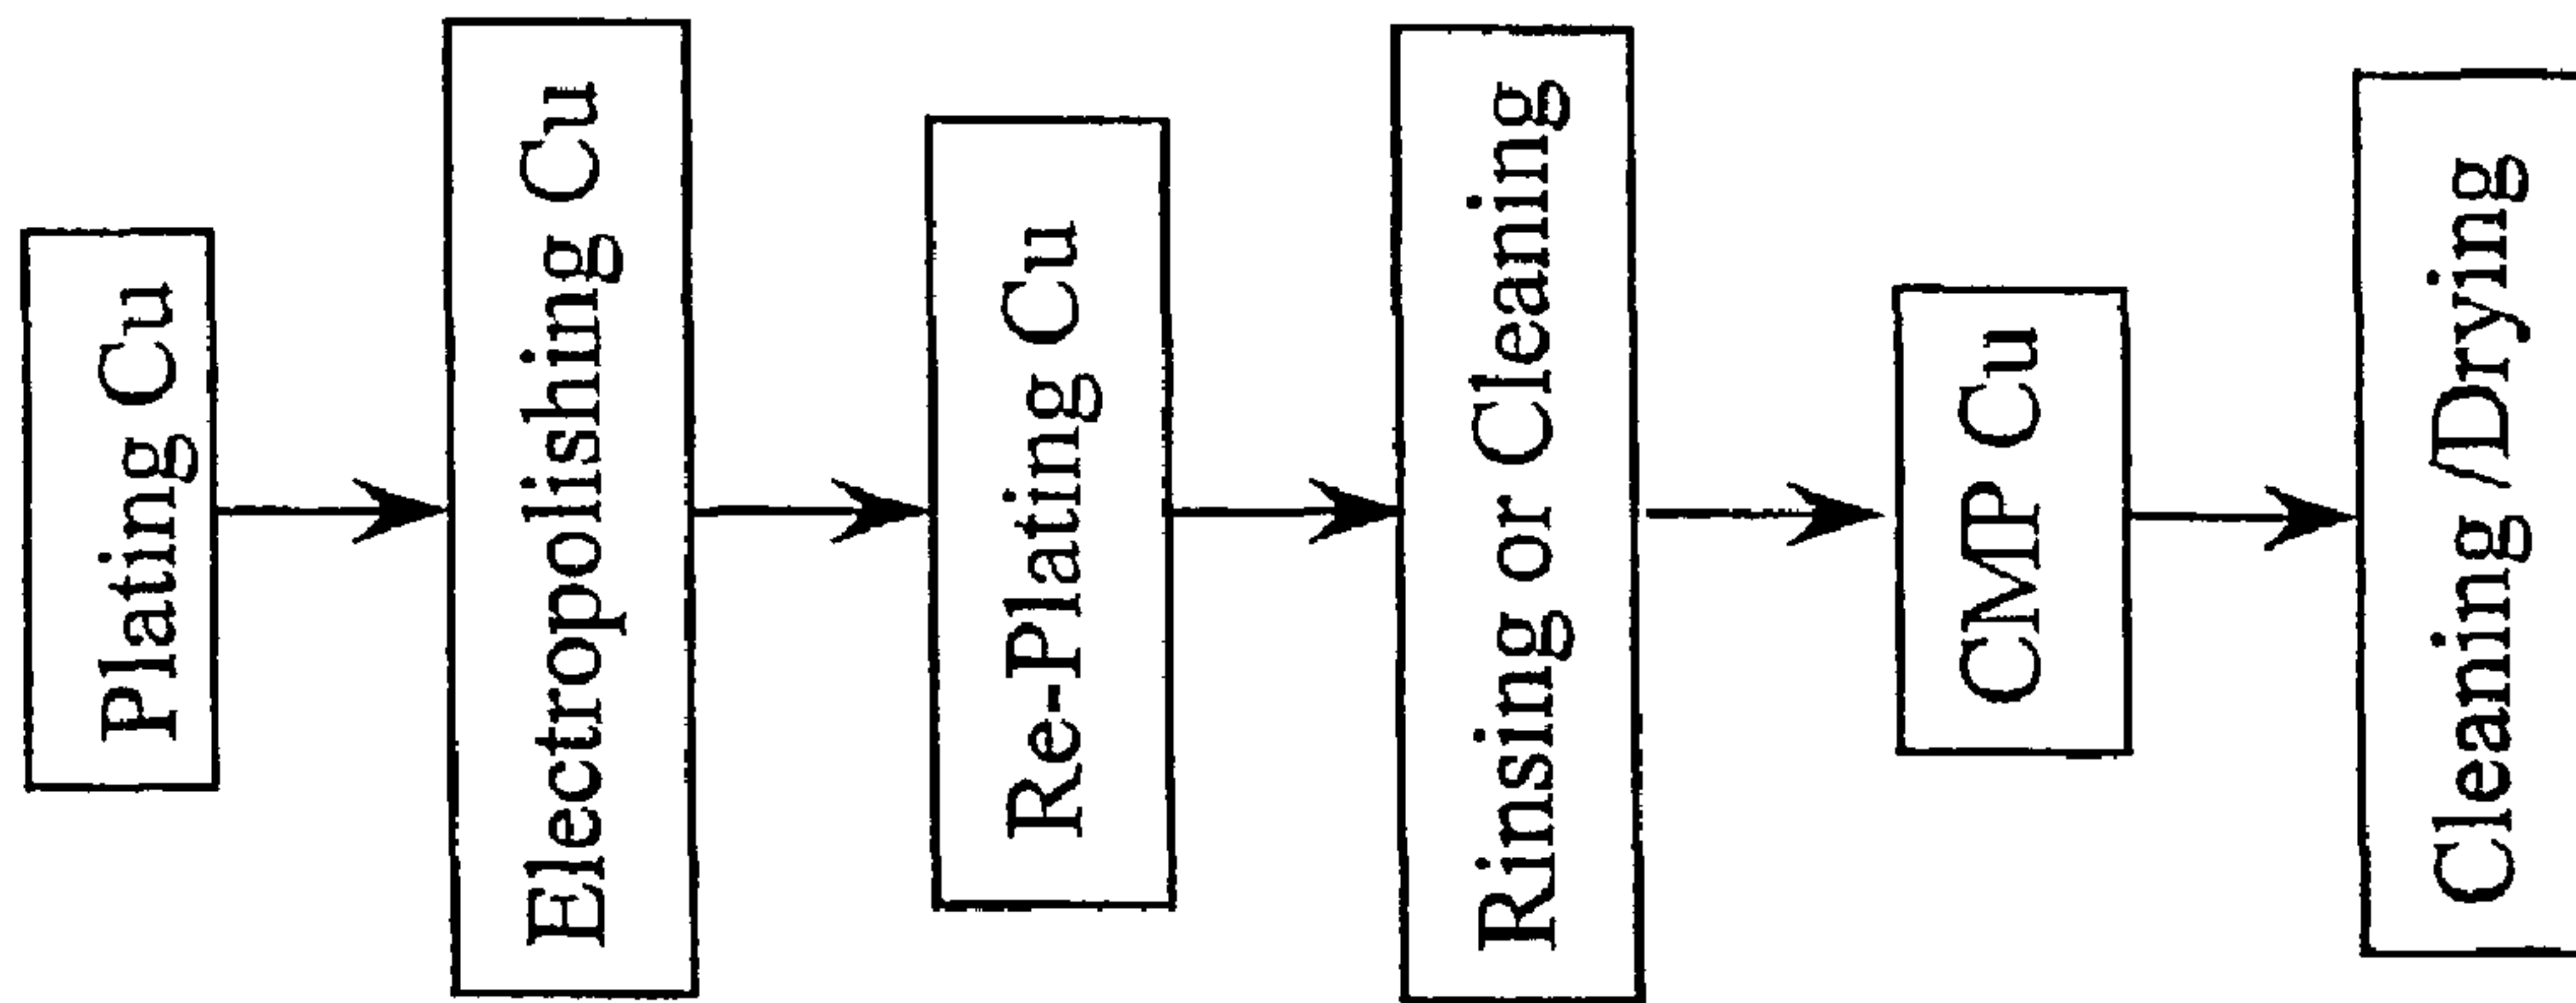 Plating Cu
Electropolishing Cu
Re-Plating Cu
Rinsing or Cleaning
CMP Cu
Cleaning /Drying